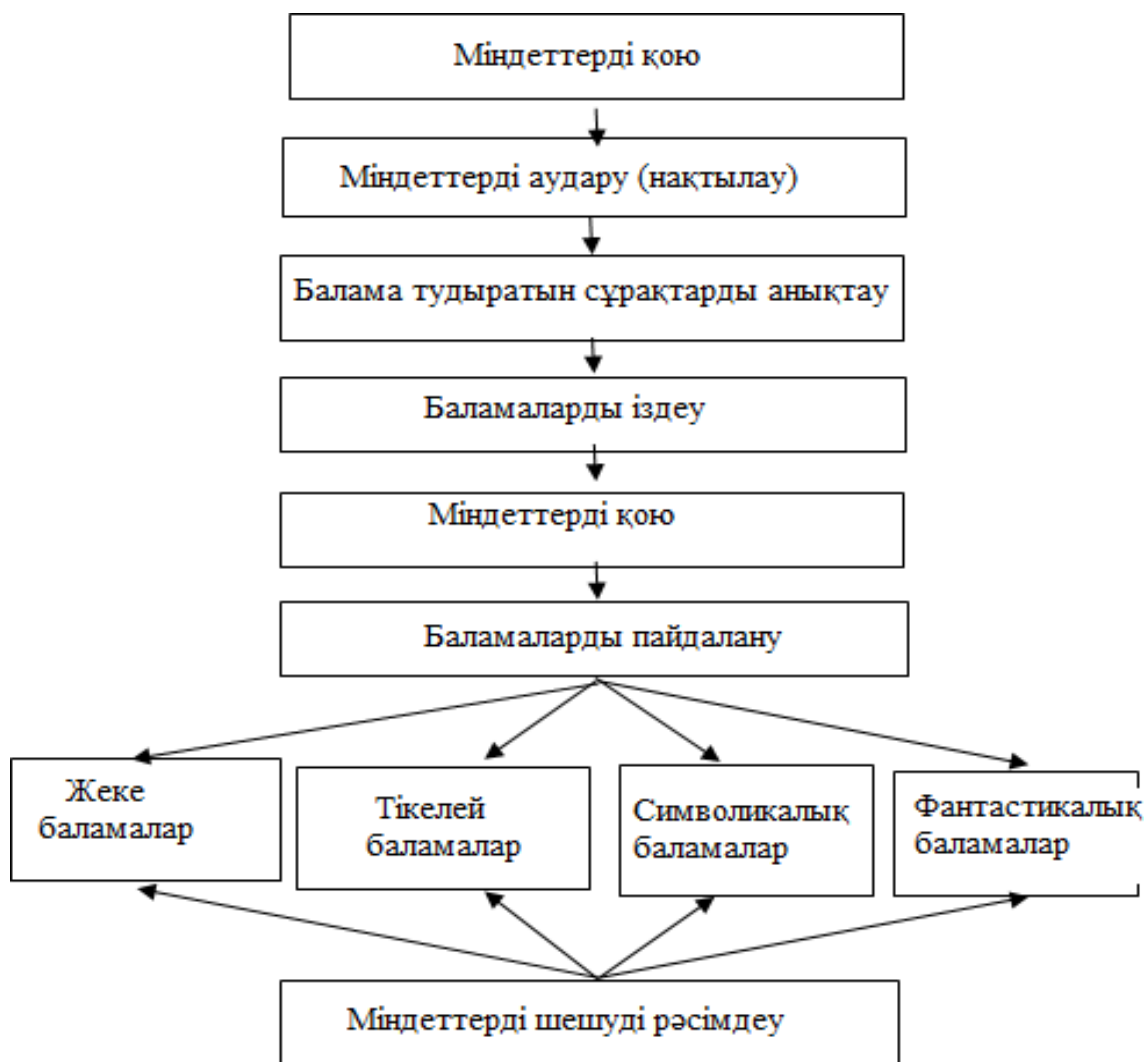 Міндеттерді қою
Міндеттерді аудару (нақтылау)
Балама тудыратын сұрақтарды анықтау
Баламаларды іздеу
Міндеттерді қою
Баламаларды пайдалану
Жеке
баламалар
Тікелей
баламалар
Символикалық
баламалар
Фантастикалық
баламалар
Міндеттерді шешуді рәсімдеу